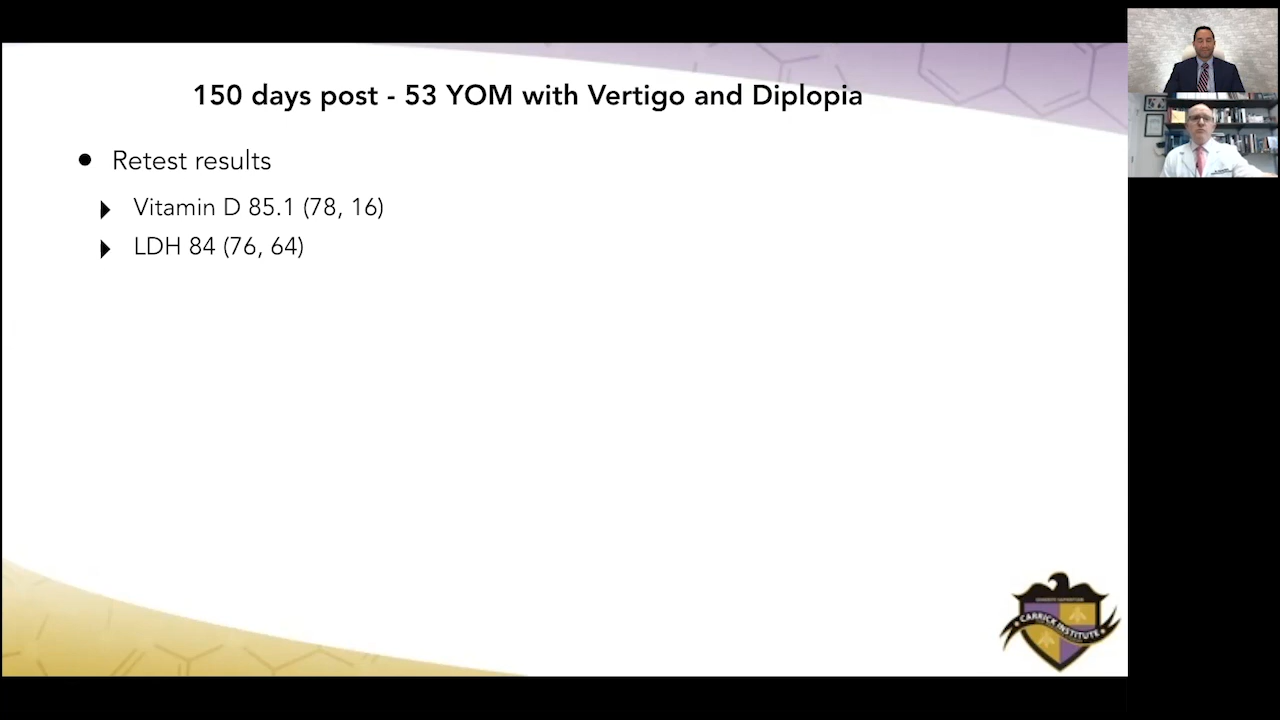 150 days post - 53 YOM with Vertigo and Diplopia
Retest results
Vitamin D 85.1 (78, 16)
LDH 84 (76, 64)
CARRICK INSTITUTE